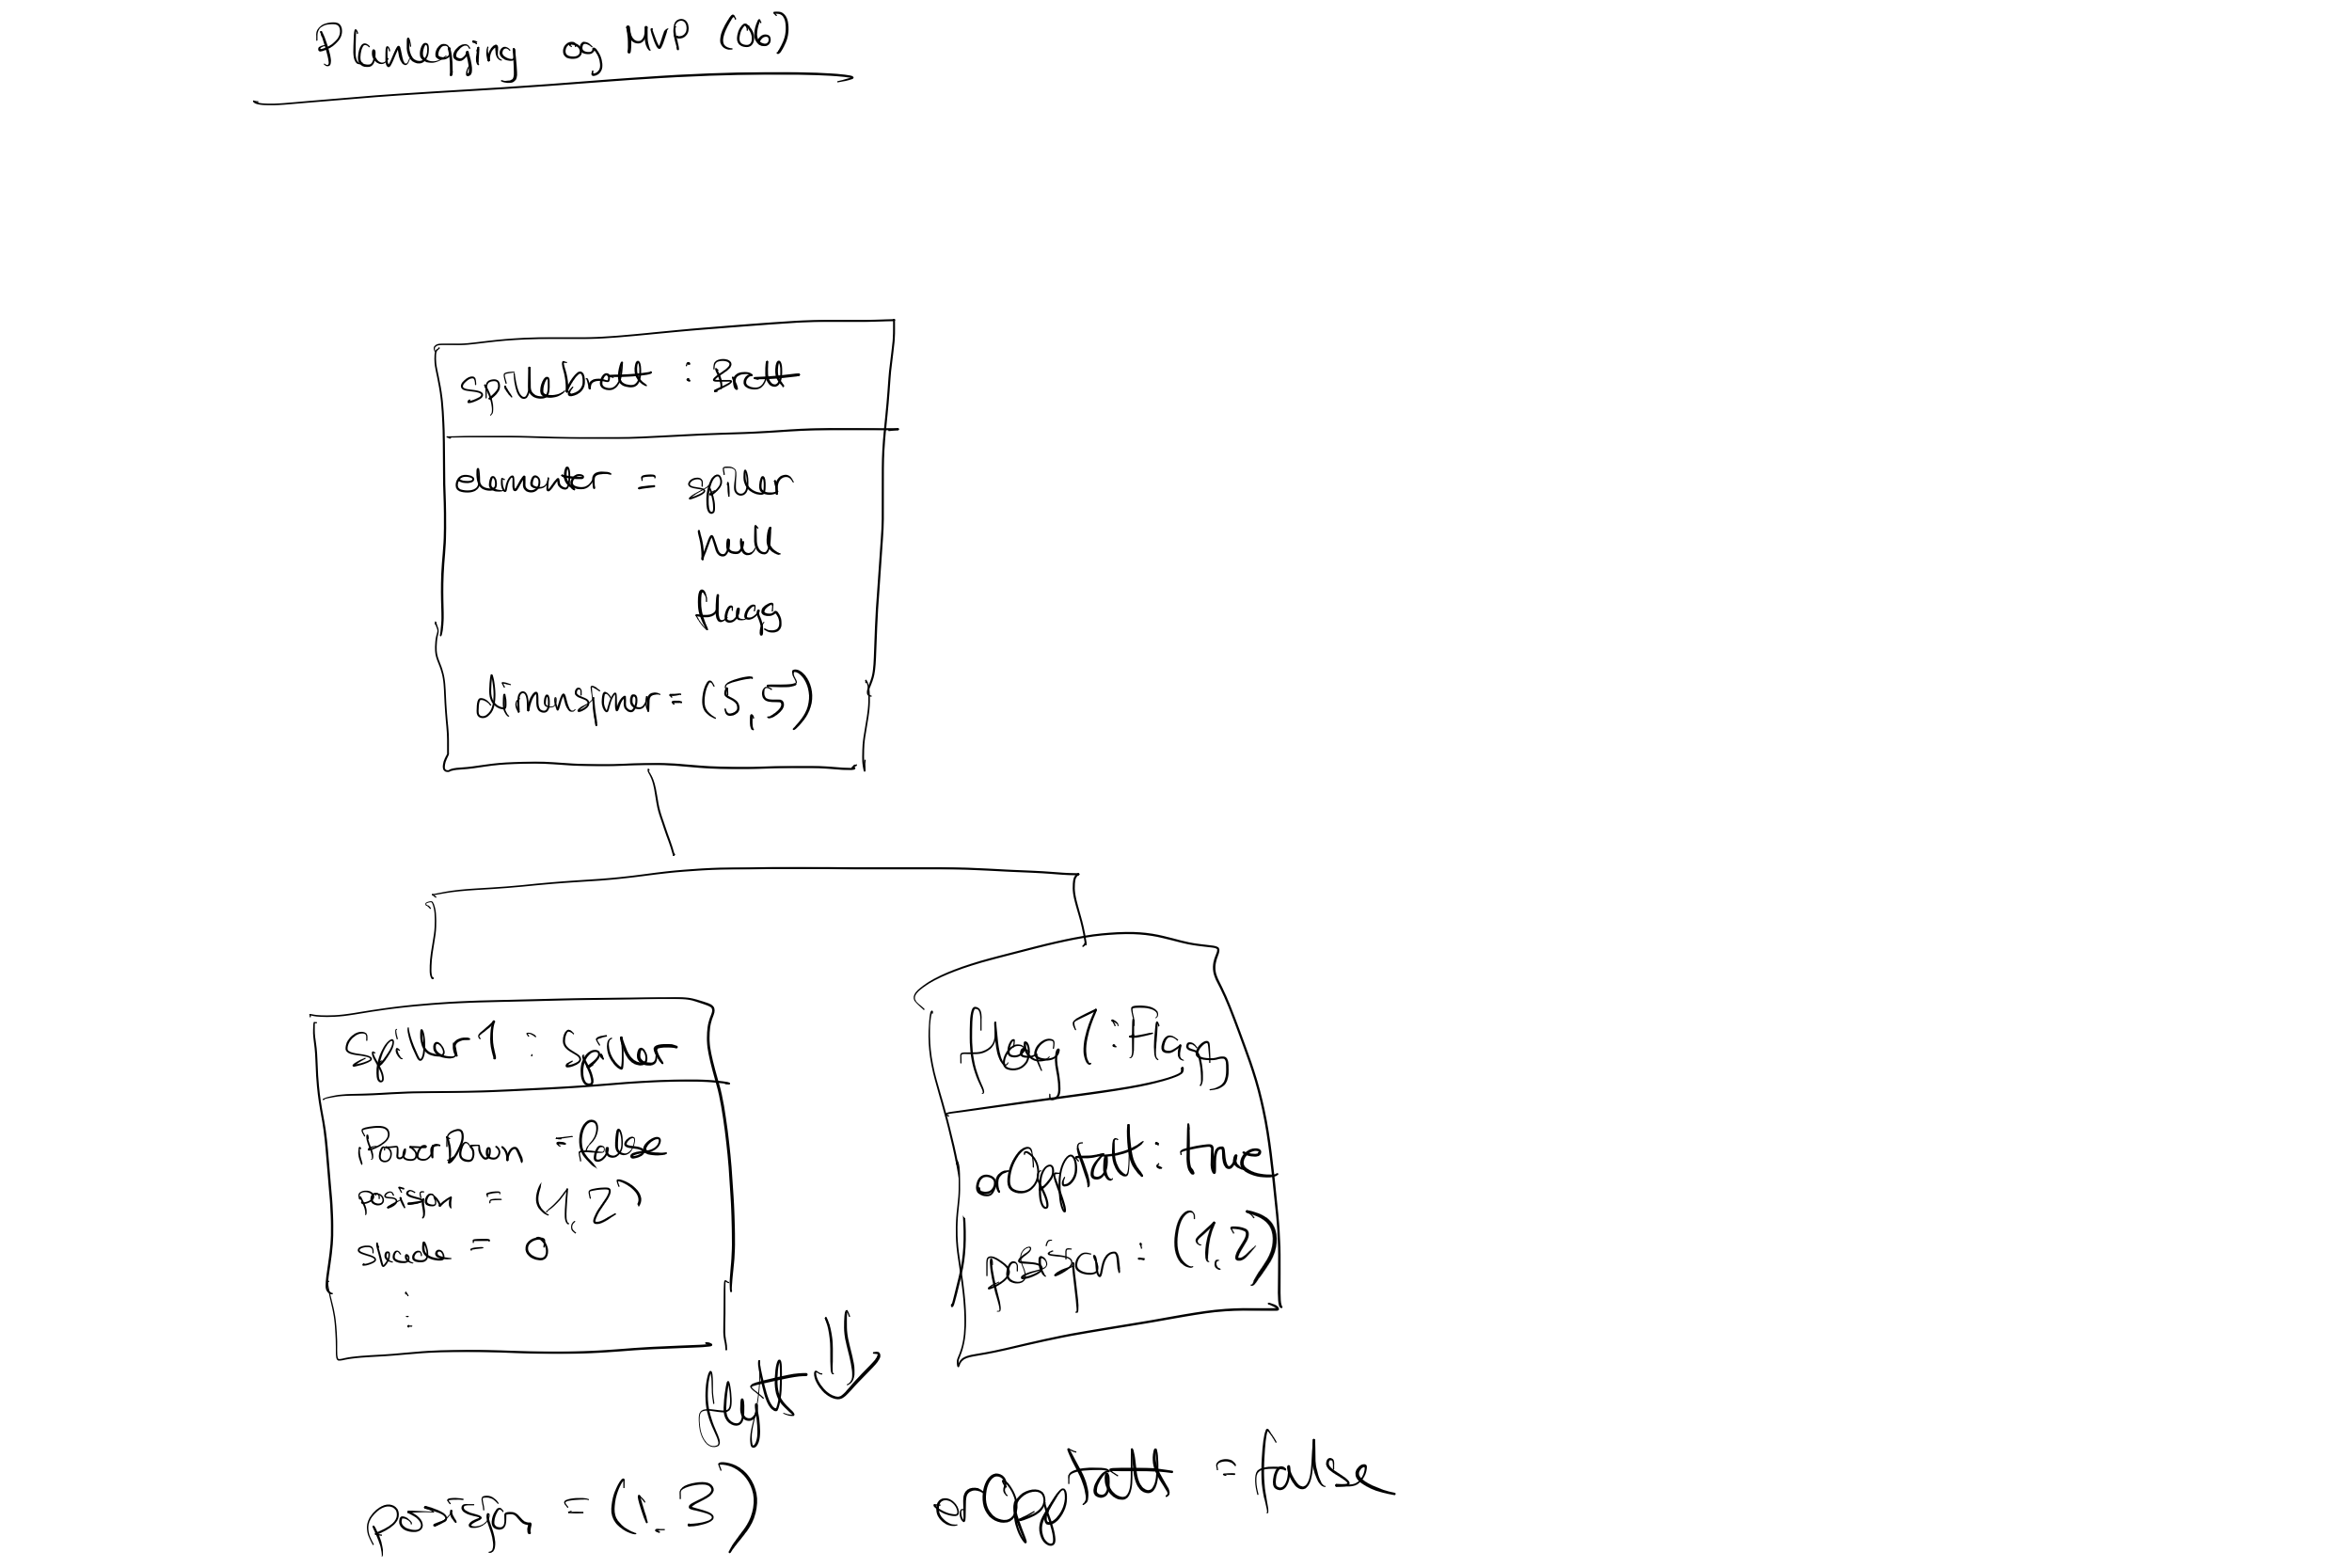 Planlegging og MVP (06)
spillebrett : Brett
elementer = spiller
Null
flagg
dimensjoner = (5,5)
Spiller1 : Spiller
harBrun = false
posisjon = (1,2)
skade = 0
:
flagg1: Flagg
erOpptatt: true
posisjon: (1,2)
flytt
posisjon = (1,3)
erOpptatt = false